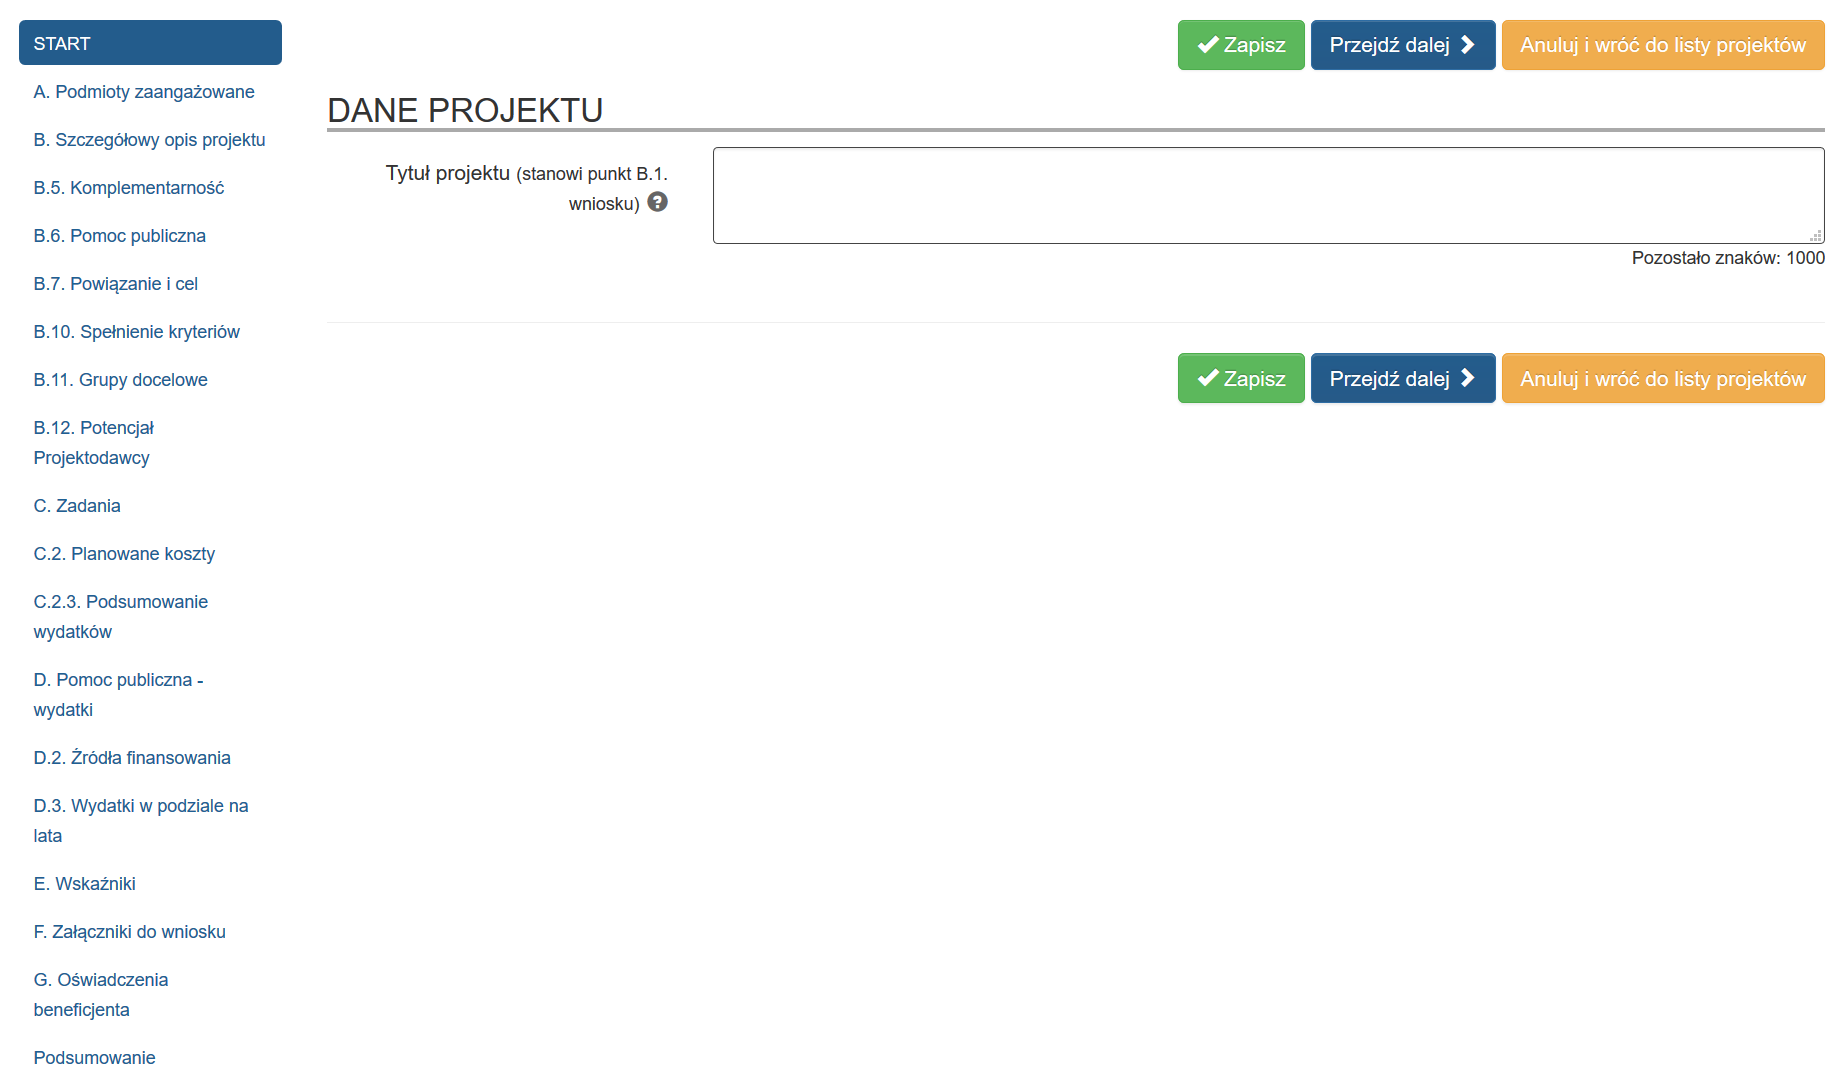 START
A. Podmioty zaangażowane
B. Szczegółowy opis projektu
B.5. Komplementarność
B.6. Pomoc publiczna
B.7. Powiązanie i cel
B.10. Spełnienie kryteriów
B.11. Grupy docelowe
B.12. Potencjał
Projektodawcy
C. Zadania
C.2. Planowane koszty
C.2.3. Podsumowanie
wydatków
D. Pomoc publiczna -
wydatki
D.2. Źródła finansowania
D.3. Wydatki w podziale na
lata
E. Wskaźniki
F. Załączniki do wniosku
G. Oświadczenia
beneficjenta
Podsumowanie
Zapisz Przejdź dalej Anuluj i wróć do listy projektów
DANE PROJEKTU
Tytuł projektu (stanowi punkt B.1.
wniosku) ?
Pozostało znaków: 1000
Zapisz Przejdź dalej Anuluj i wróć do listy projektów